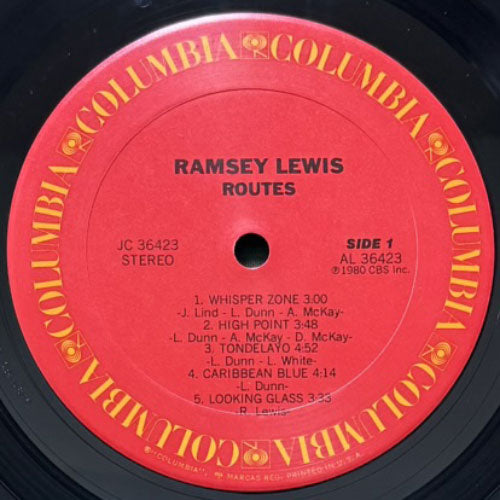 COLUMBIA COLUMBIA COLUMBIA COLUMBIA COLUMBIA COLUMBIA
RAMSEY LEWIS
ROUTES
JC 36423
STEREO
SIDE 1
AL 36423
℗1980 CBS Inc.
1. WHISPER ZONE 3:00
-J. Lind - L. Dunn - A. McKay-
2. HIGH POINT 3:48
-L. Dunn - A. McKay - D. McKay-
3. TONDELAYO 4:52
-L. Dunn - L. White-
4. CARIBBEAN BLUE 4:14
-L. Dunn-
5. LOOKING GLASS 3:33
-R. Lewis-
"COLUMBIA", MARCAS REG. PRINTED IN U.S.A.